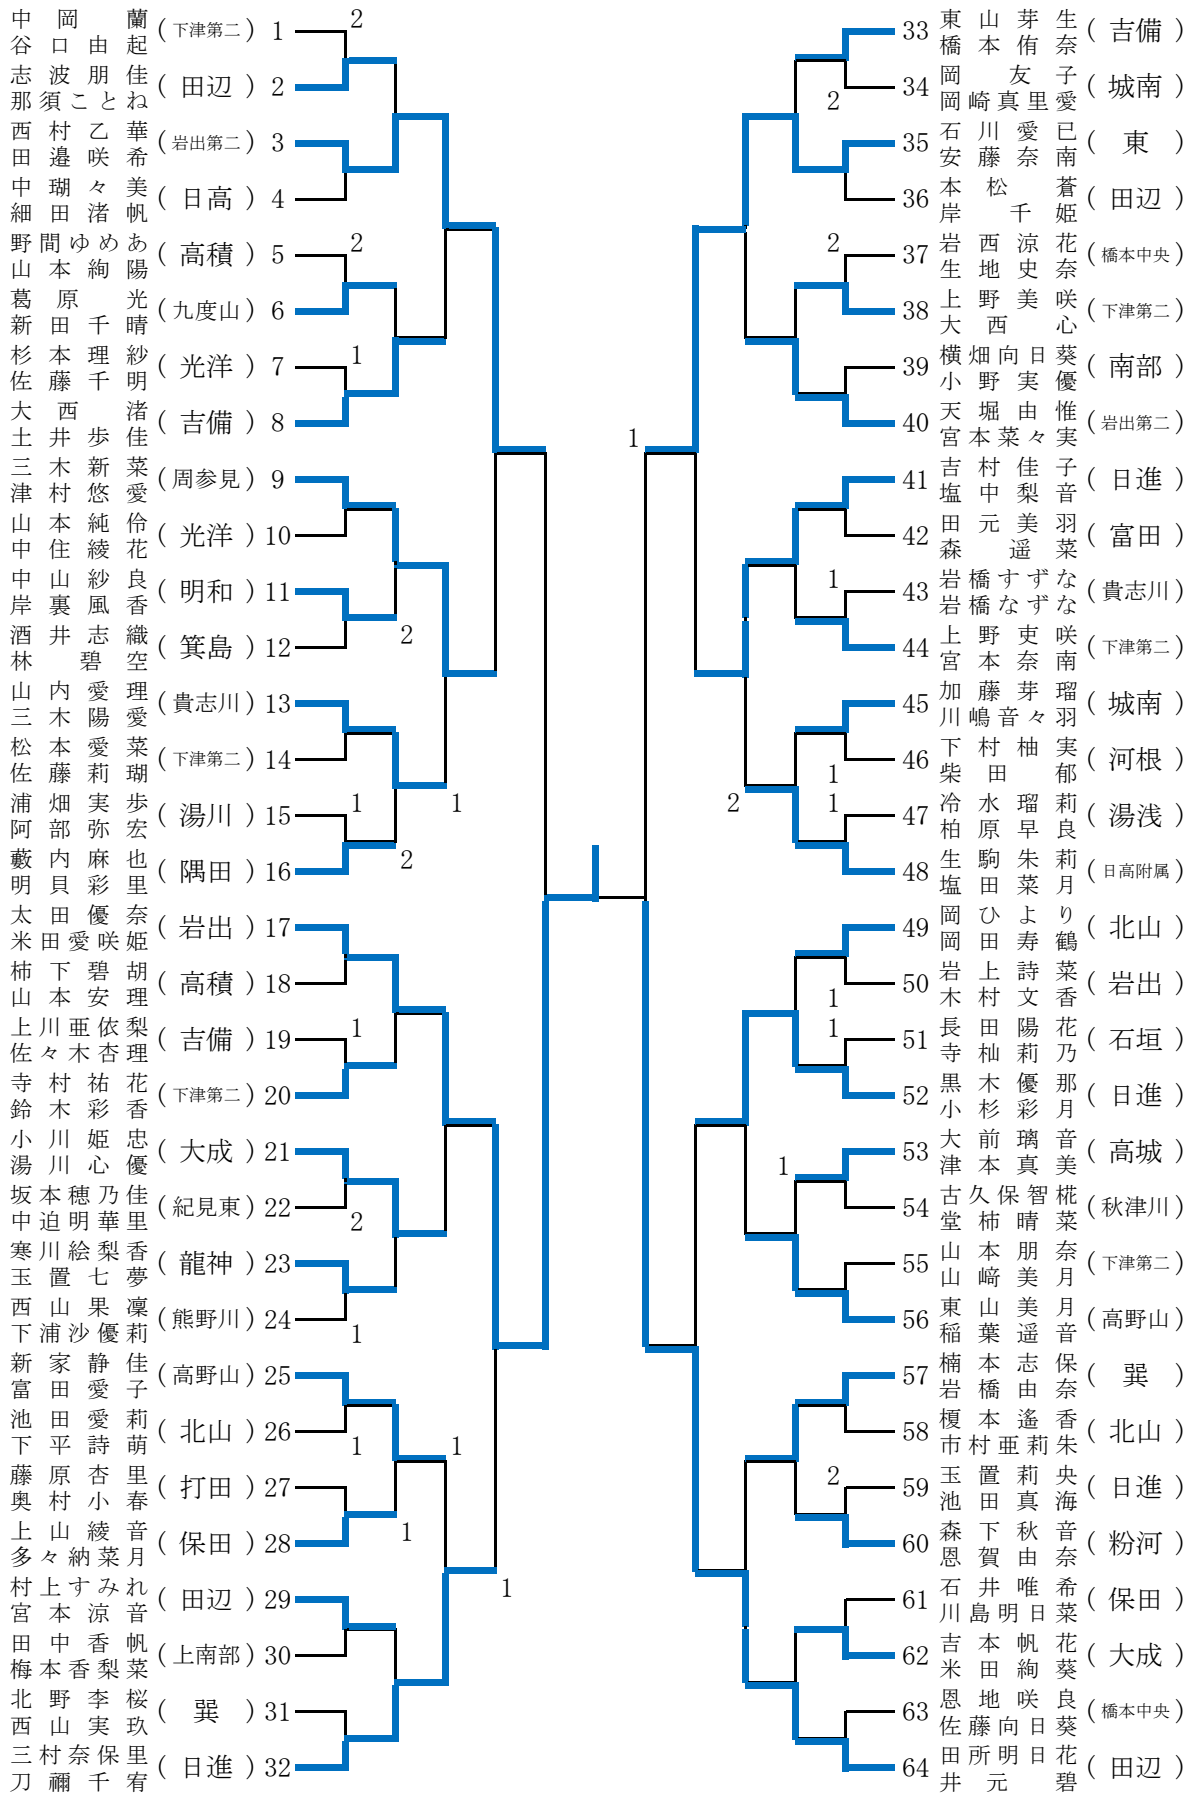 中岡蘭
谷口由起 (下津第二) 1
志波朋佳
那須ことね (田辺) 2
西村乙華
田邉咲希 (岩出第二) 3
中瑚々美
細田渚帆 (日高) 4
野間ゆめあ
山本絢陽 (高積) 5
葛原光
新田千晴 (九度山) 6
杉本理紗
佐藤千明 (光洋) 7
大西渚
土井歩佳 (吉備) 8
三木新菜
津村悠愛 (周参見) 9
山本純伶
中住綾花 (光洋) 10
中山紗良
岸裏風香 (明和) 11
酒井志織
林碧空 (箕島) 12
山内愛理
三木陽愛 (貴志川) 13
松本愛菜
佐藤莉瑚 (下津第二) 14
浦畑実歩
阿部弥宏 (湯川) 15
藪内麻也
明貝彩里 (隅田) 16
太田優奈
米田愛咲姫 (岩出) 17
柿下碧胡
山本安理 (高積) 18
上川亜依梨
佐々木杏理 (吉備) 19
寺村祐花
鈴木彩香 (下津第二) 20
小川姫忠
湯川心優 (大成) 21
坂本穂乃佳
中迫明華里 (紀見東) 22
寒川絵梨香
玉置七夢 (龍神) 23
西山果凜
下浦沙優莉 (熊野川) 24
新家静佳
富田愛子 (高野山) 25
池田愛莉
下平詩萌 (北山) 26
藤原杏里
奥村小春 (打田) 27
上山綾音
多々納菜月 (保田) 28
村上すみれ
宮本涼音 (田辺) 29
田中香帆
梅本香梨菜 (上南部) 30
北野李桜
西山実玖 (巽) 31
三村奈保里
刀禰千宥 (日進) 32
2
2
1
2
1
1
2
1
2
1
1
1
1
1
1
2
2
1
1
2
1
2
1
1
1
2
33 東山芽生
橋本侑奈 (吉備)
34 岡友子
岡崎真里愛 (城南)
35 石川愛已
安藤奈南 (東)
36 本松蒼
岸千姫 (田辺)
37 岩西涼花
生地史奈 (橋本中央)
38 上野美咲
大西心 (下津第二)
39 横畑向日葵
小野実優 (南部)
40 天堀由惟
宮本菜々実 (岩出第二)
41 吉村佳子
塩中梨音 (日進)
42 田元美羽
森遥菜 (富田)
43 岩橋すずな
岩橋なずな (貴志川)
44 上野吏咲
宮本奈南 (下津第二)
45 加藤芽瑠
川嶋音々羽 (城南)
46 下村柚実
柴田郁 (河根)
47 冷水瑠莉
柏原早良 (湯浅)
48 生駒朱莉
塩田菜月 (日高附属)
49 岡ひより
岡田寿鶴 (北山)
50 岩上詩菜
木村文香 (岩出)
51 長田陽花
寺杣莉乃 (石垣)
52 黒木優那
小杉彩月 (日進)
53 大前璃音
津本真美 (高城)
54 古久保智椛
堂柿晴菜 (秋津川)
55 山本朋奈
山﨑美月 (下津第二)
56 東山美月
稲葉遥音 (高野山)
57 楠本志保
岩橋由奈 (巽)
58 榎本遙香
市村亜莉朱 (北山)
59 玉置莉央
池田真海 (日進)
60 森下秋音
恩賀由奈 (粉河)
61 石井唯希
川島明日菜 (保田)
62 吉本帆花
米田絢葵 (大成)
63 恩地咲良
佐藤向日葵 (橋本中央)
64 田所明日花
井元碧 (田辺)